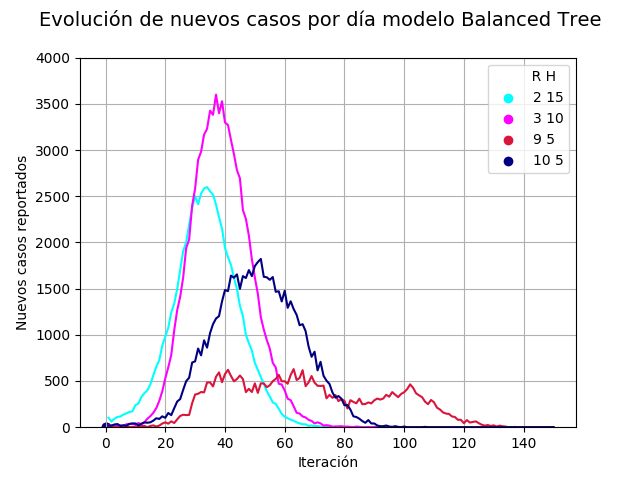 Evolución de nuevos casos por día modelo Balanced Tree
4000
3500
3000
2500
2000
1500
1000
500
0
Nuevos casos reportados
R H
2 15
3 10
9 5
10 5
0 20 40 60 80 100 120 140
Iteración